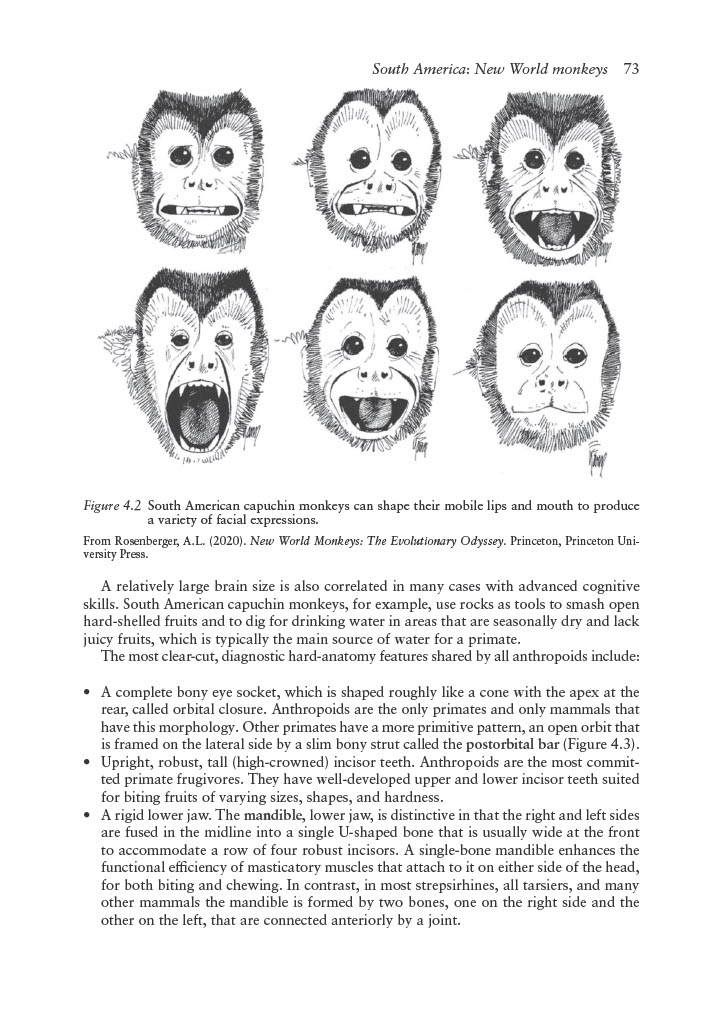 South America: New World monkeys 73
Figure 4.2 South American capuchin monkeys can shape their mobile lips and mouth to produce
a variety of facial expressions.
From Rosenberger, A.L. (2020). New World Monkeys: The Evolutionary Odyssey. Princeton, Princeton Uni-
versity Press.
A relatively large brain size is also correlated in many cases with advanced cognitive
skills. South American capuchin monkeys, for example, use rocks as tools to smash open
hard-shelled fruits and to dig for drinking water in areas that are seasonally dry and lack
juicy fruits, which is typically the main source of water for a primate.
The most clear-cut, diagnostic hard-anatomy features shared by all anthropoids include:
• A complete bony eye socket, which is shaped roughly like a cone with the apex at the
rear, called orbital closure. Anthropoids are the only primates and only mammals that
have this morphology. Other primates have a more primitive pattern, an open orbit that
is framed on the lateral side by a slim bony strut called the postorbital bar (Figure 4.3).
• Upright, robust, tall (high-crowned) incisor teeth. Anthropoids are the most commit-
ted primate frugivores. They have well-developed upper and lower incisor teeth suited
for biting fruits of varying sizes, shapes, and hardness.
• A rigid lower jaw. The mandible, lower jaw, is distinctive in that the right and left sides
are fused in the midline into a single U-shaped bone that is usually wide at the front
to accommodate a row of four robust incisors. A single-bone mandible enhances the
functional efficiency of masticatory muscles that attach to it on either side of the head,
for both biting and chewing. In contrast, in most strepsirhines, all tarsiers, and many
other mammals the mandible is formed by two bones, one on the right side and the
other on the left, that are connected anteriorly by a joint.